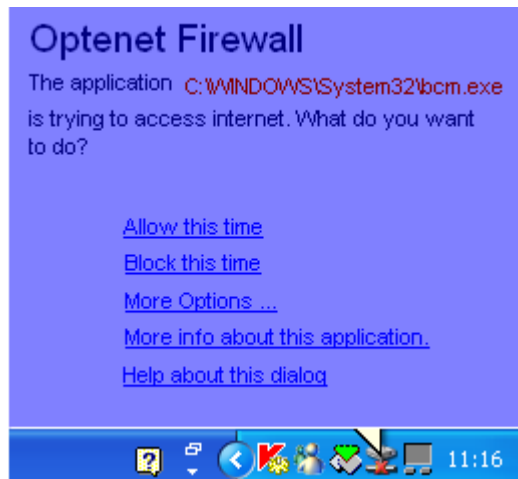 Optenet Firewall
The application C:\WINDOWS\System32\bcm.exe
is trying to access internet. What do you want
to do?
Allow this time
Block this time
More Options ...
More info about this application.
Help about this dialog
11:16